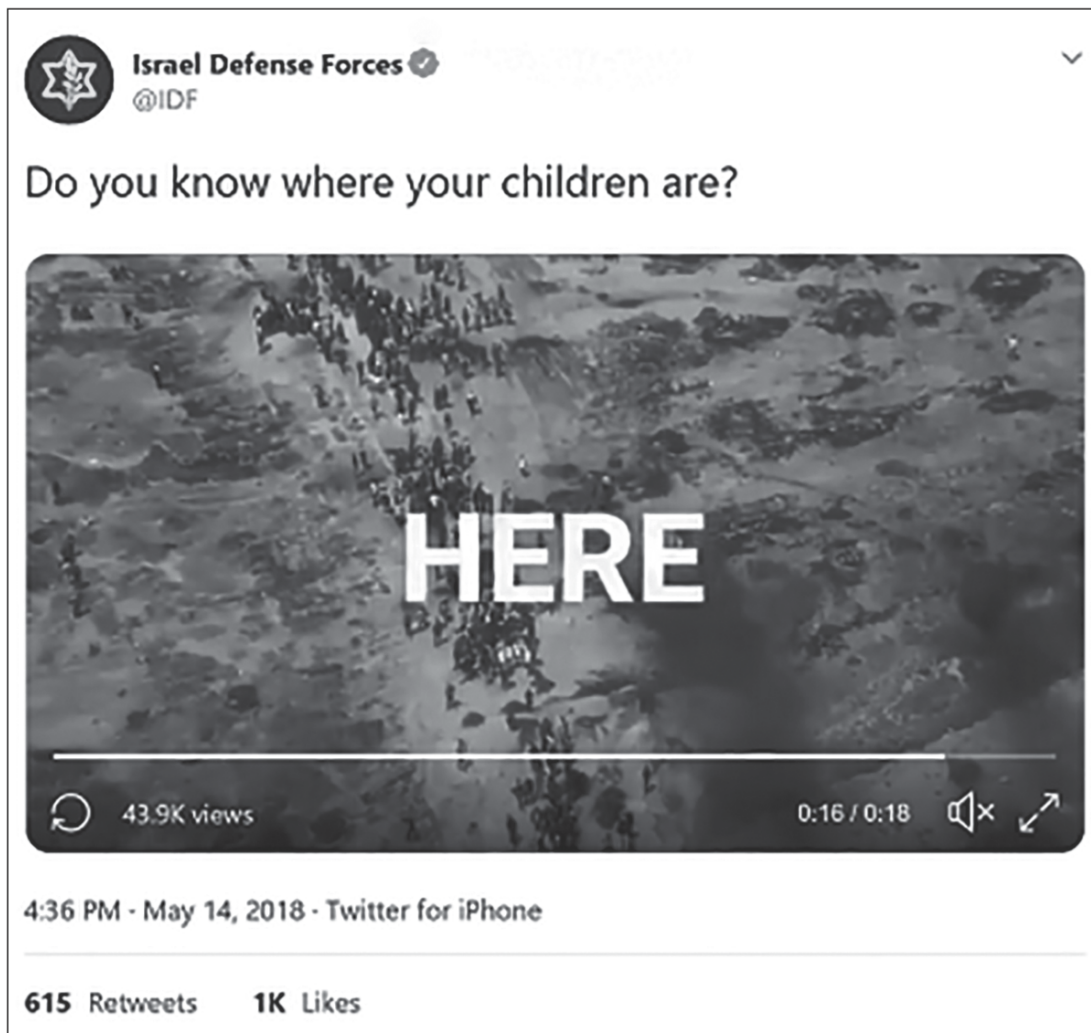 Israel Defense Forces
@IDF
Do you know where your children are?
HERE
43.9K views
0:16 / 0:18
4:36 PM · May 14, 2018 · Twitter for iPhone
615 Retweets 1K Likes